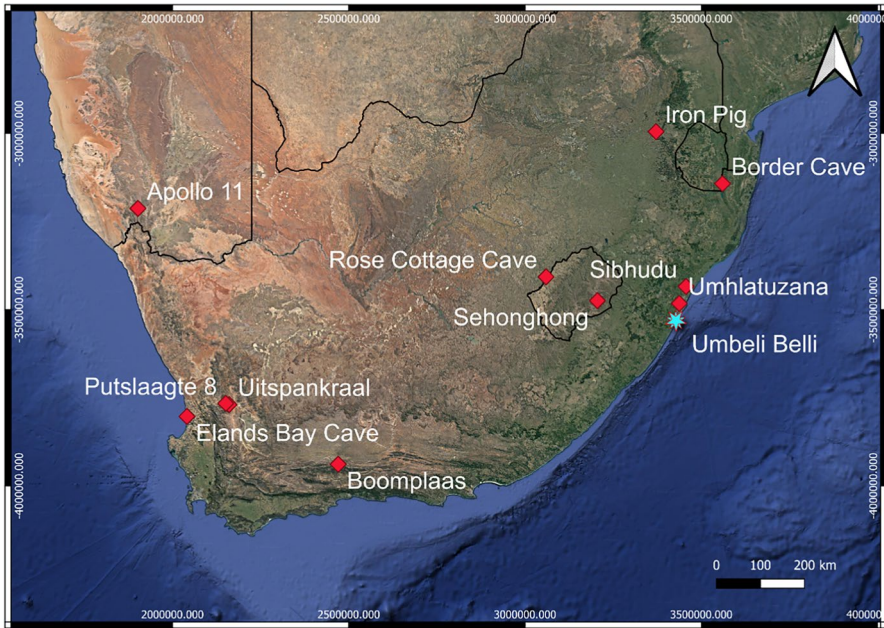 2000000.000 2500000.000 3000000.000 3500000.000 4000000.000
-3000000.000 -3000000.000
Iron Pig
Border Cave
Apollo 11
Rose Cottage Cave
Sibhudu
Umhlatuzana
Sehonghong
-3500000.000 -3500000.000
Umbeli Belli
Putslaagte 8
Uitspankraal
Elands Bay Cave
Boomplaas
-4000000.000 -4000000.000
0 100 200 km
2000000.000 2500000.000 3000000.000 3500000.000 400000